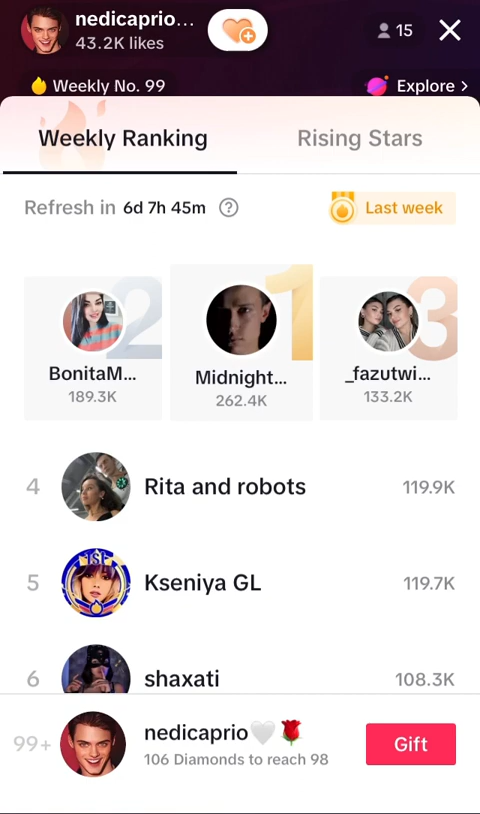 nedicaprio...
43.2K likes
15
Weekly No. 99
Explore >
Weekly Ranking
Rising Stars
Refresh in 6d 7h 45m ?
Last week
2
1
3
BonitaM...
189.3K
Midnight...
262.4K
_fazutwi...
133.2K
4 Rita and robots 119.9K
5 Kseniya GL 119.7K
6 shaxati 108.3K
99+ nedicaprio🤍🌹
106 Diamonds to reach 98
Gift